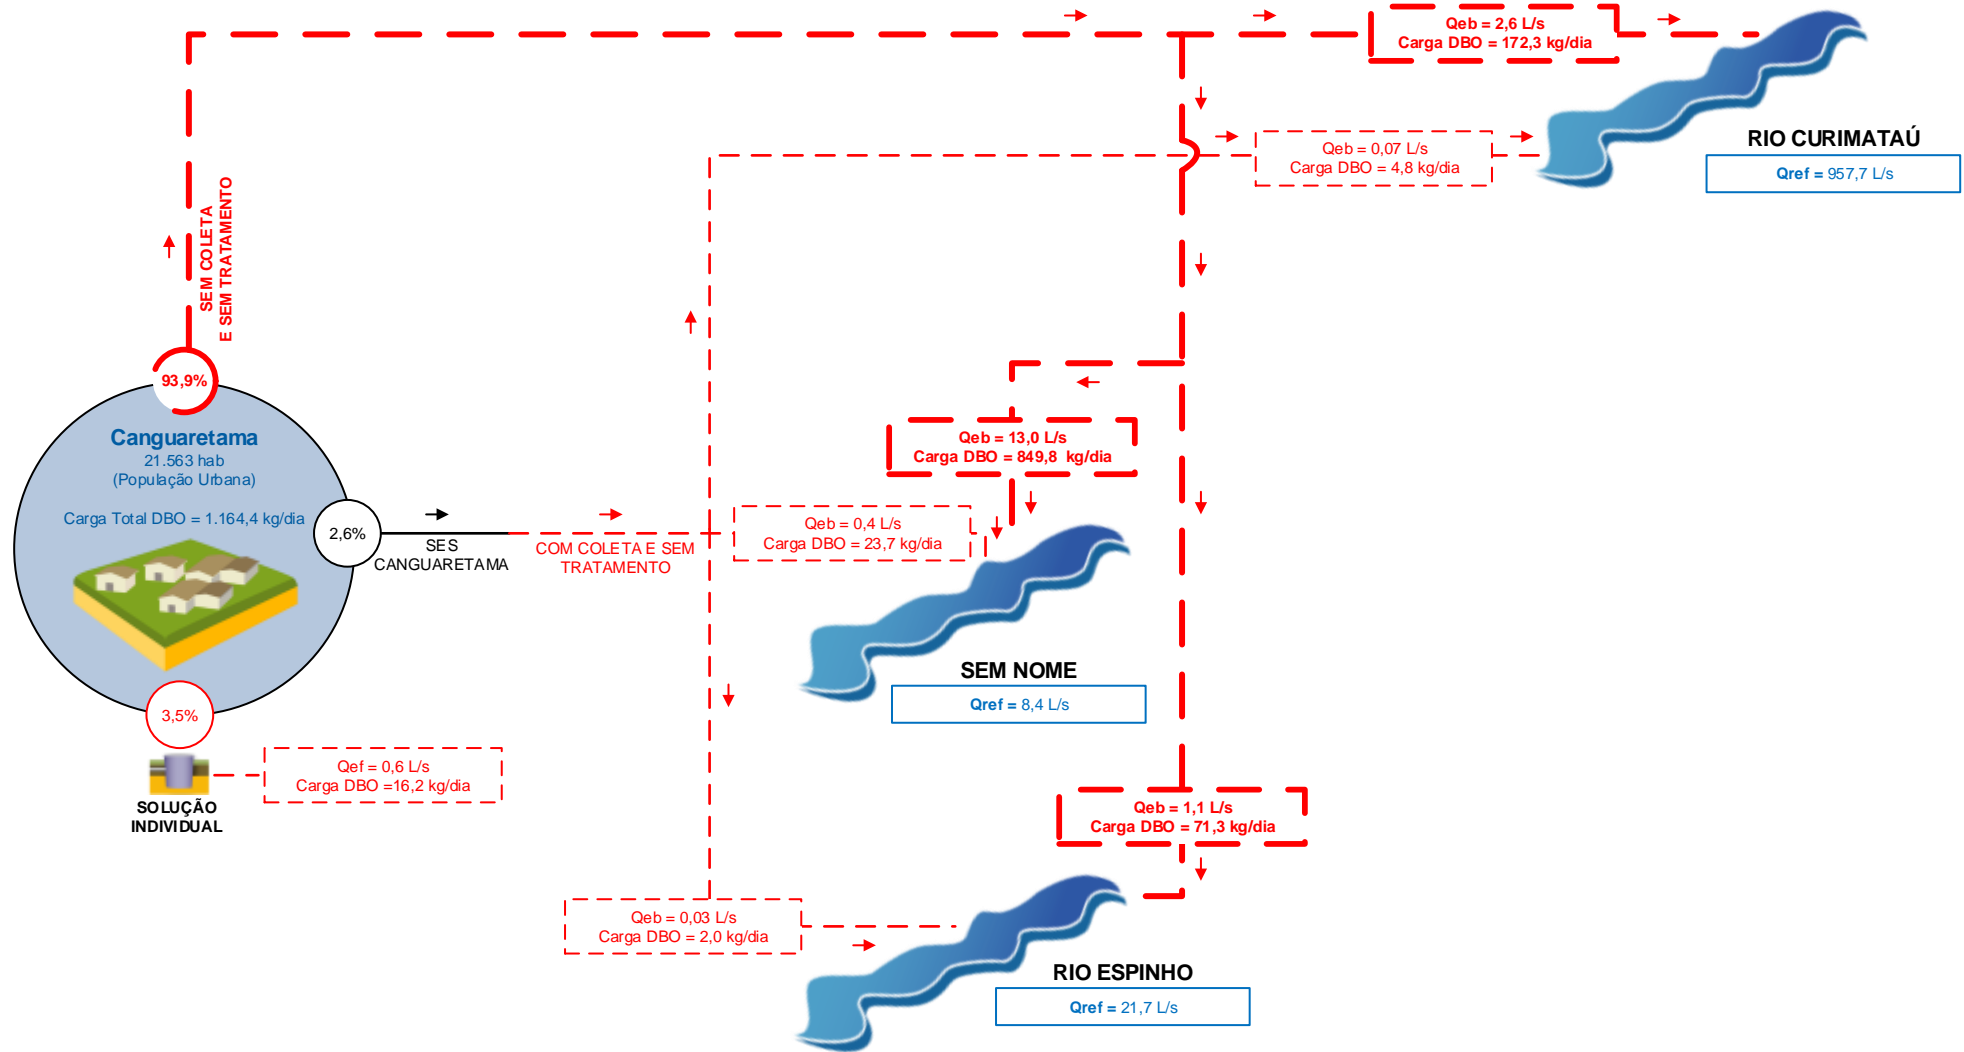 Qeb = 2,6 L/s
Carga DBO = 172,3 kg/dia
RIO CURIMATAÚ
Qref = 957,7 L/s
Qeb = 0,07 L/s
Carga DBO = 4,8 kg/dia
SEM COLETA
E SEM TRATAMENTO
93,9%
Canguaretama
21.563 hab
(População Urbana)
Carga Total DBO = 1.164,4 kg/dia
2,6%
SES
CANGUARETAMA
COM COLETA E SEM
TRATAMENTO
Qeb = 13,0 L/s
Carga DBO = 849,8 kg/dia
Qeb = 0,4 L/s
Carga DBO = 23,7 kg/dia
SEM NOME
Qref = 8,4 L/s
3,5%
SOLUÇÃO
INDIVIDUAL
Qef = 0,6 L/s
Carga DBO =16,2 kg/dia
Qeb = 1,1 L/s
Carga DBO = 71,3 kg/dia
Qeb = 0,03 L/s
Carga DBO = 2,0 kg/dia
RIO ESPINHO
Qref = 21,7 L/s